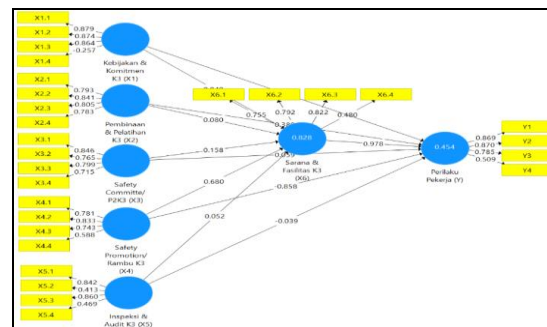 X1.1
X1.2
X1.3
X1.4
0.879
0.874
0.864
-0.257
Kebijakan &
Komitmen
K3 (X1)
X2.1
X2.2
X2.3
X2.4
0.793
0.841
0.805
0.783
Pembinaan
& Pelatihan
K3 (X2)
X3.1
X3.2
X3.3
X3.4
0.846
0.765
0.799
0.715
Safety
Committe/
P2K3 (X3)
X4.1
X4.2
X4.3
X4.4
0.781
0.833
0.743
0.588
Safety
Promotion/
Rambu K3
(X4)
X5.1
X5.2
X5.3
X5.4
0.842
0.413
0.860
0.469
Inspeksi &
Audit K3 (X5)
X6.1
X6.2
X6.3
X6.4
0.755
0.792
0.822
0.480
0.080
0.158
0.680
0.052
0.828
Sarana &
Fasilitas K3
(X6)
0.978
-0.858
-0.039
0.454
Perilaku
Pekerja (Y)
0.869
0.870
0.785
0.509
Y1
Y2
Y3
Y4